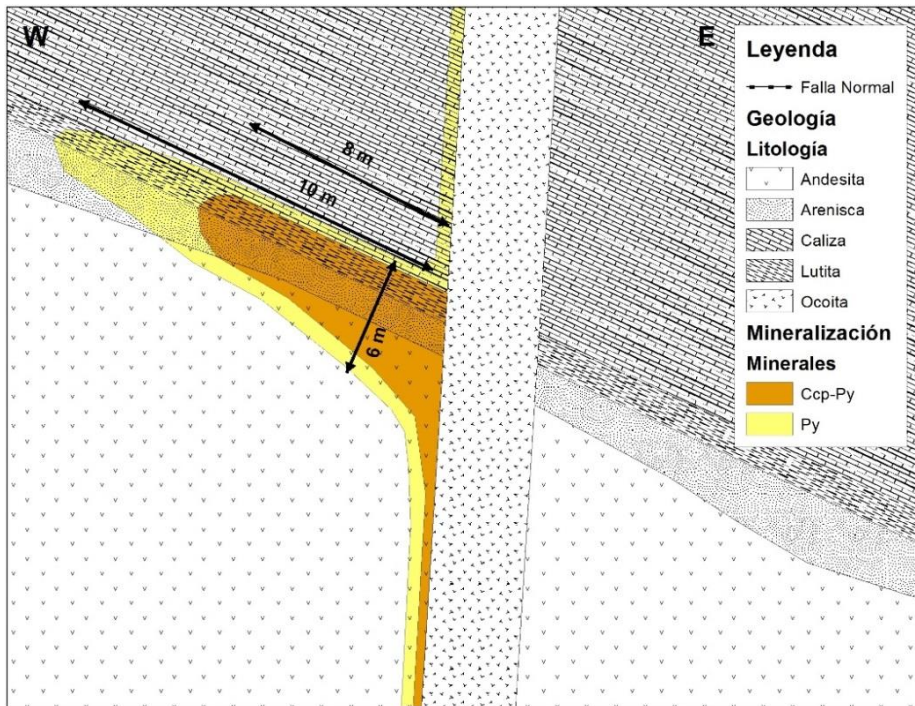 W
E
8 m
10 m
6 m
Leyenda
Falla Normal
Geología
Litología
Andesita
Arenisca
Caliza
Lutita
Ocoita
Mineralización
Minerales
Ccp-Py
Py